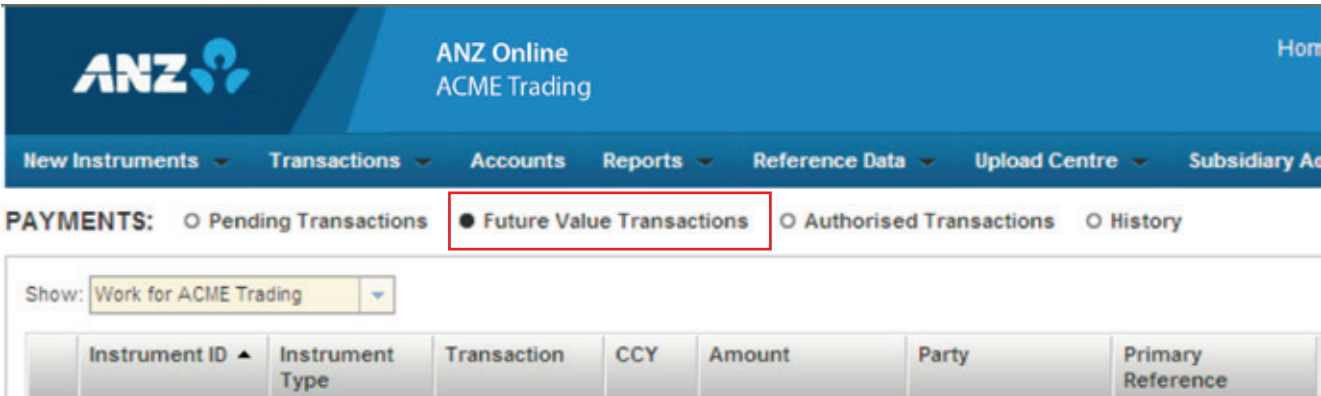 ANZ
ANZ Online
ACME Trading
New Instruments Transactions Accounts Reports Reference Data Upload Centre Subsidiary
PAYMENTS: Pending Transactions Future Value Transactions Authorised Transactions History
Show: Work for ACME Trading
Instrument ID Instrument Type Transaction CCY Amount Party Primary Reference